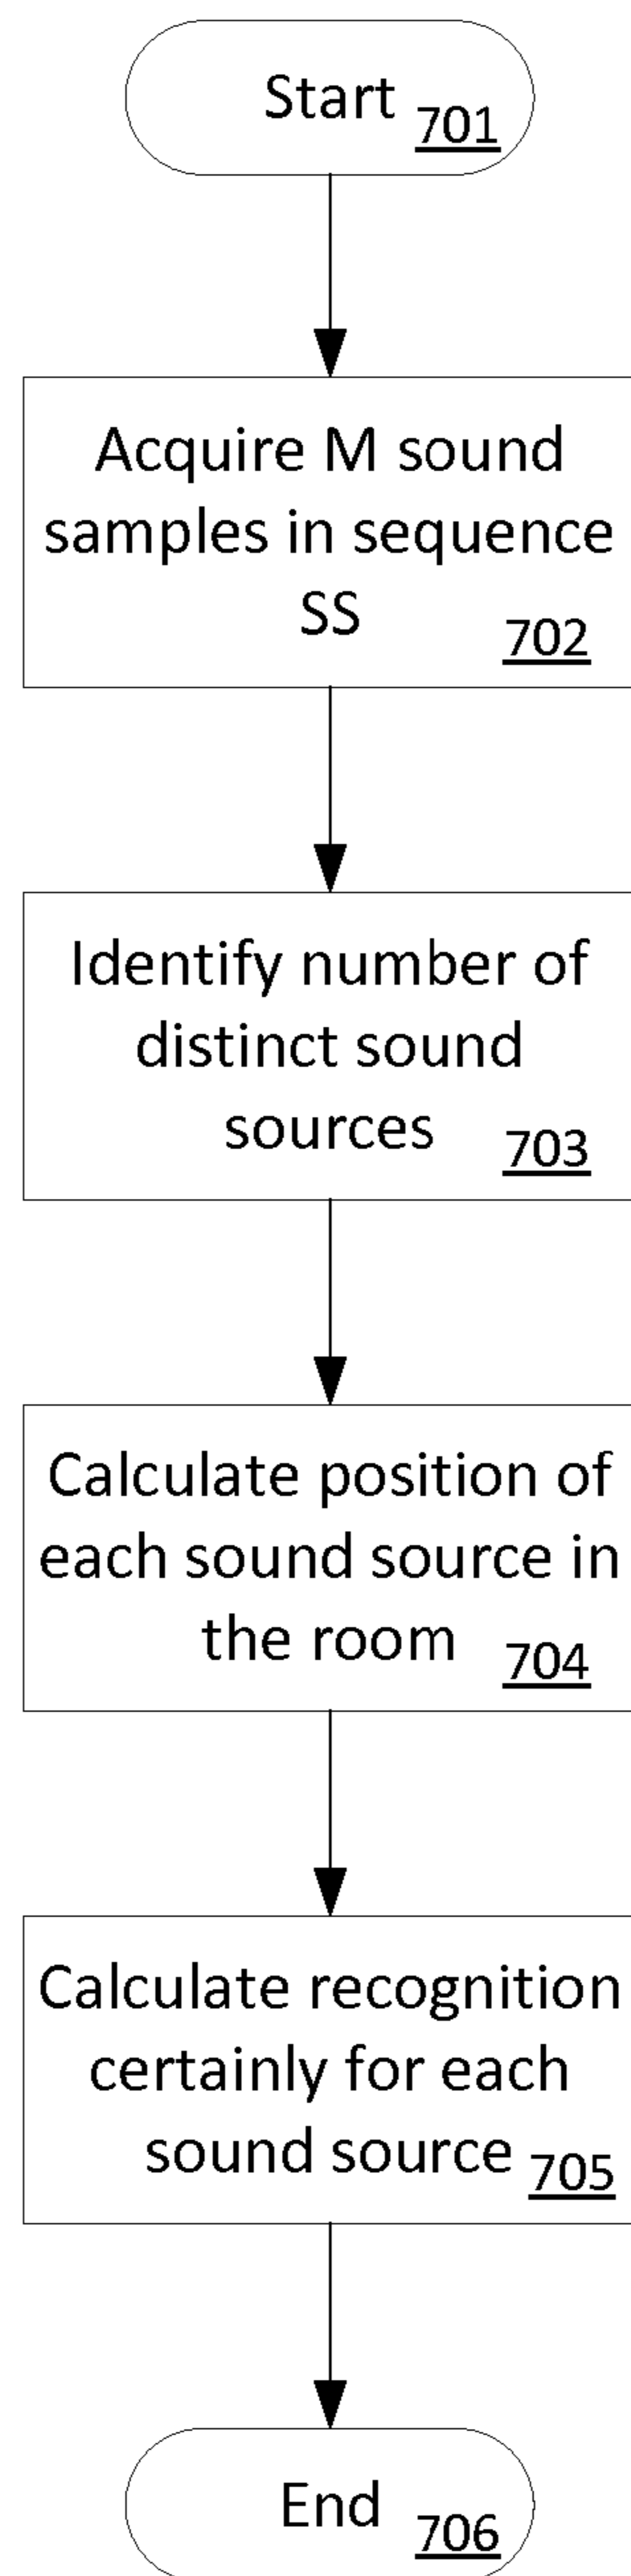 Start 701
Acquire M sound
samples in sequence
SS 702
Identify number of
distinct sound
sources 703
Calculate position of
each sound source in
the room 704
Calculate recognition
certainly for each
sound source 705
End 706